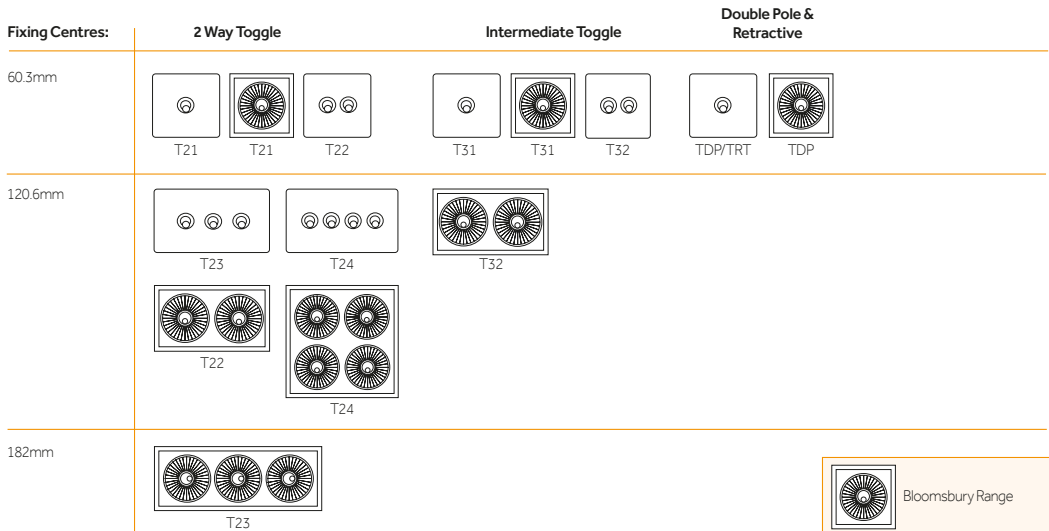 Fixing Centres:
2 Way Toggle
Intermediate Toggle
Double Pole &
Retractive
60.3mm
T21
T21
T22
T31
T31
T32
TDP/TRT
TDP
120.6mm
T23
T24
T32
T22
T24
182mm
T23
Bloomsbury Range